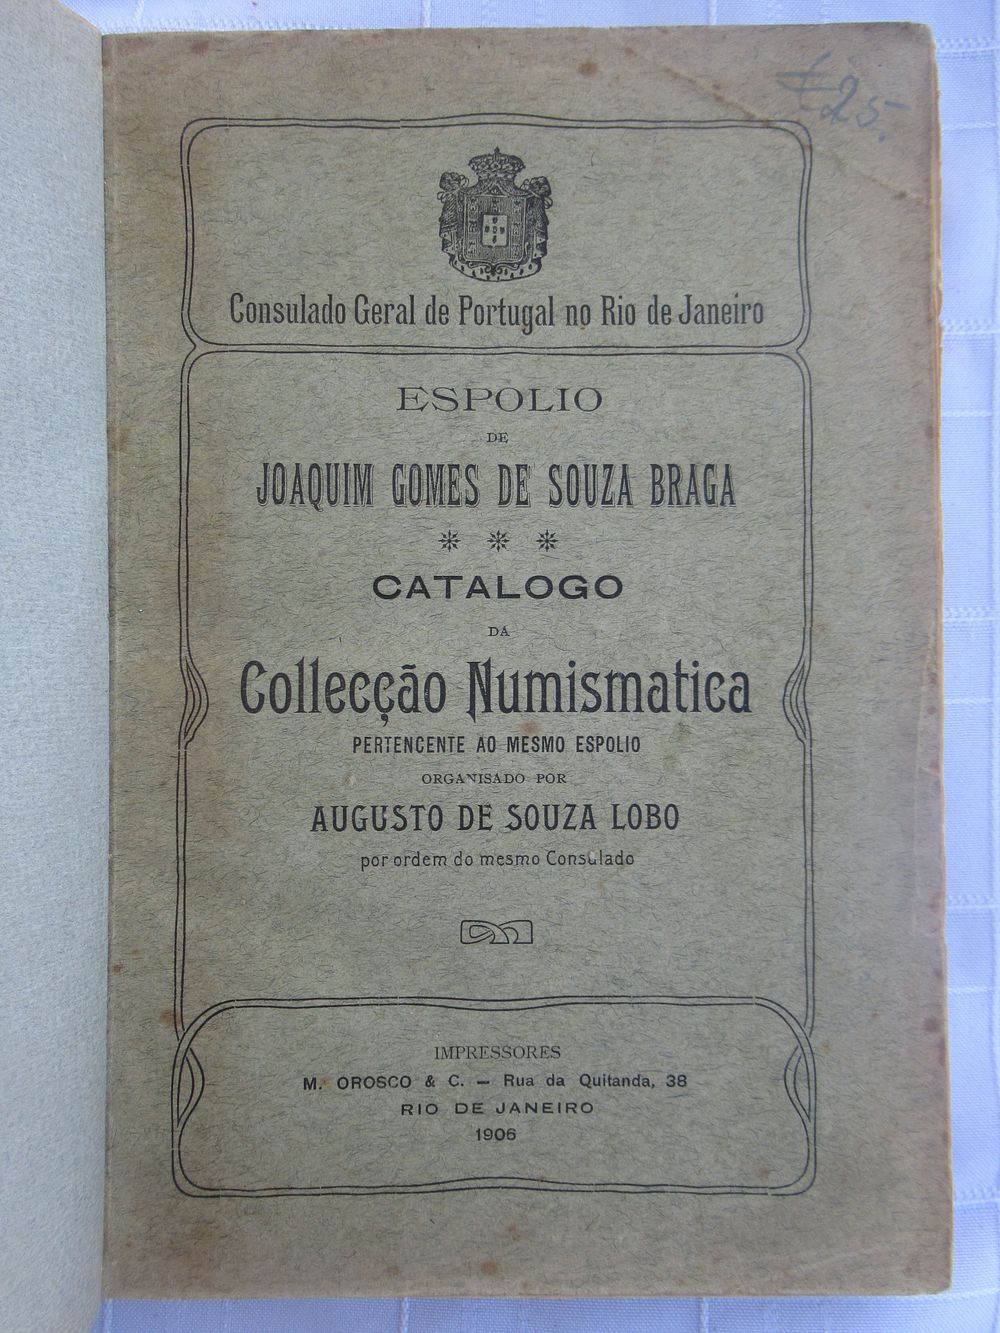 £25.
Consulado Geral de Portugal no Rio de Janeiro
ESPOLIO
DE
JOAQUIM GOMES DE SOUZA BRAGA
CATALOGO
DA
Collecção Numismatica
PERTENCENTE AO MESMO ESPOLIO
ORGANISADO POR
AUGUSTO DE SOUZA LOBO
por ordem do mesmo Consulado
IMPRESSORES
M. OROSCO & C. — Rua da Quitanda, 38
RIO DE JANEIRO
1906